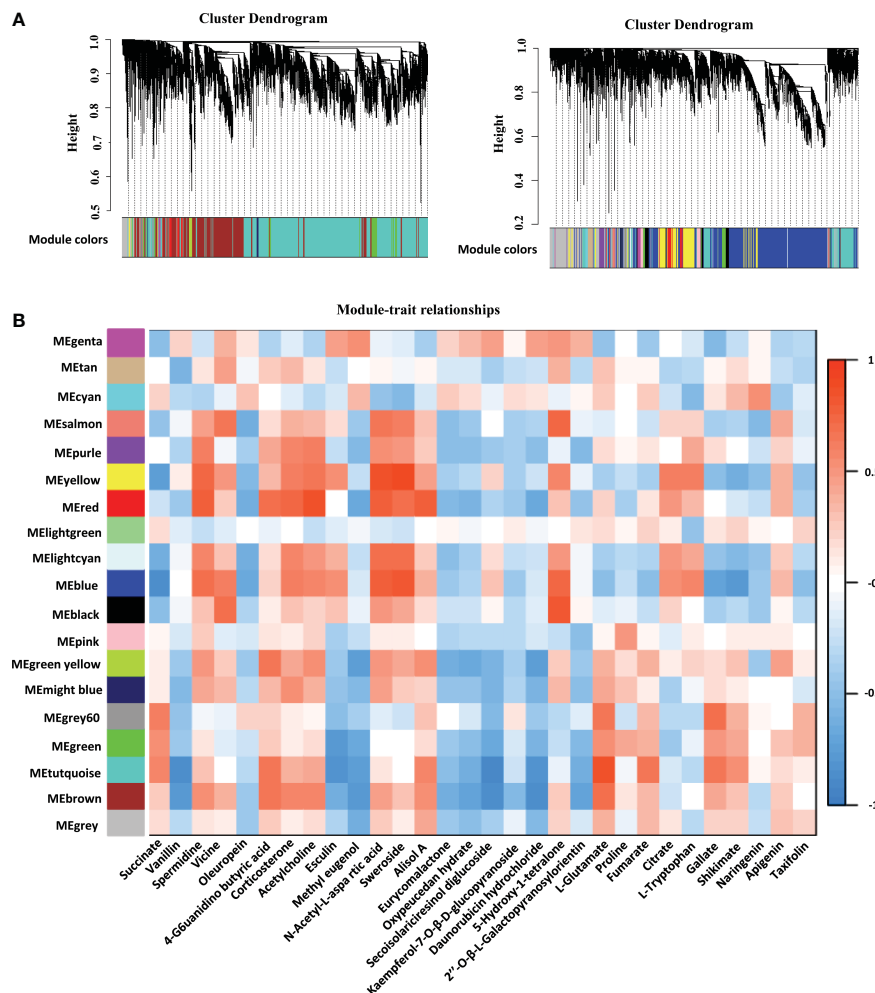 A
Cluster Dendrogram
Height
1.0
0.9
0.8
0.7
0.6
0.5
Module colors
Cluster Dendrogram
Height
1.0
0.8
0.6
0.4
0.2
Module colors
B
Module-trait relationships
MEgenta
MEtan
MEcyan
MEsalmon
MEpurle
MEyellow
MEred
MElightgreen
MElightcyan
MEblue
MEblack
MEpink
MEgreen yellow
MEmight blue
MEgrey60
MEgreen
MEtutquoise
MEbrown
MEgrey
1
0.
-0
-0
-1
Succinate
Vanillin
Spermidine
Vicine
Oleuropein
4-G6uanidino butyric acid
Corticosterone
Acetylcholine
Esculin
Methyl eugenol
N-Acetyl-L-aspa rtic acid
Sweroside
Alisol A
Eurycomalactone
Oxypeucedan hydrate
Secoisolariciresinol diglucoside
Kaempferol-7-O-β-D-glucopyranoside
Daunorubicin hydrochloride
5-Hydroxy-1-tetralone
2''-O-β-L-Galactopyranosylorientin
L-Glutamate
Proline
Fumarate
Citrate
L-Tryptophan
Gallate
Shikimate
Naringenin
Apigenin
Taxifolin